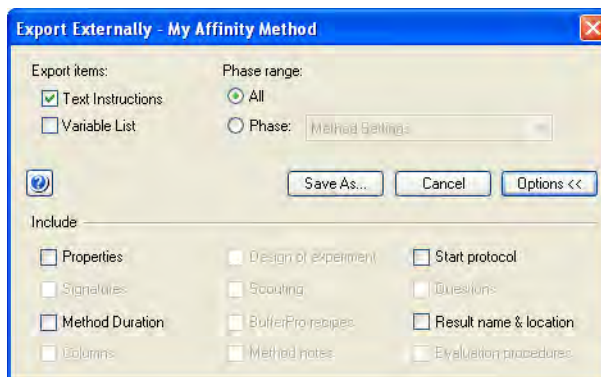 Export Externally - My Affinity Method
Export items: Phase range:
Text Instructions All
Variable List Phase: Method Settings
Save As... Cancel Options <<
Include
Properties Design of experiment Start protocol
Signatures Scouting Questions
Method Duration BufferPro recipes Result name & location
Columns Method notes Evaluation procedures